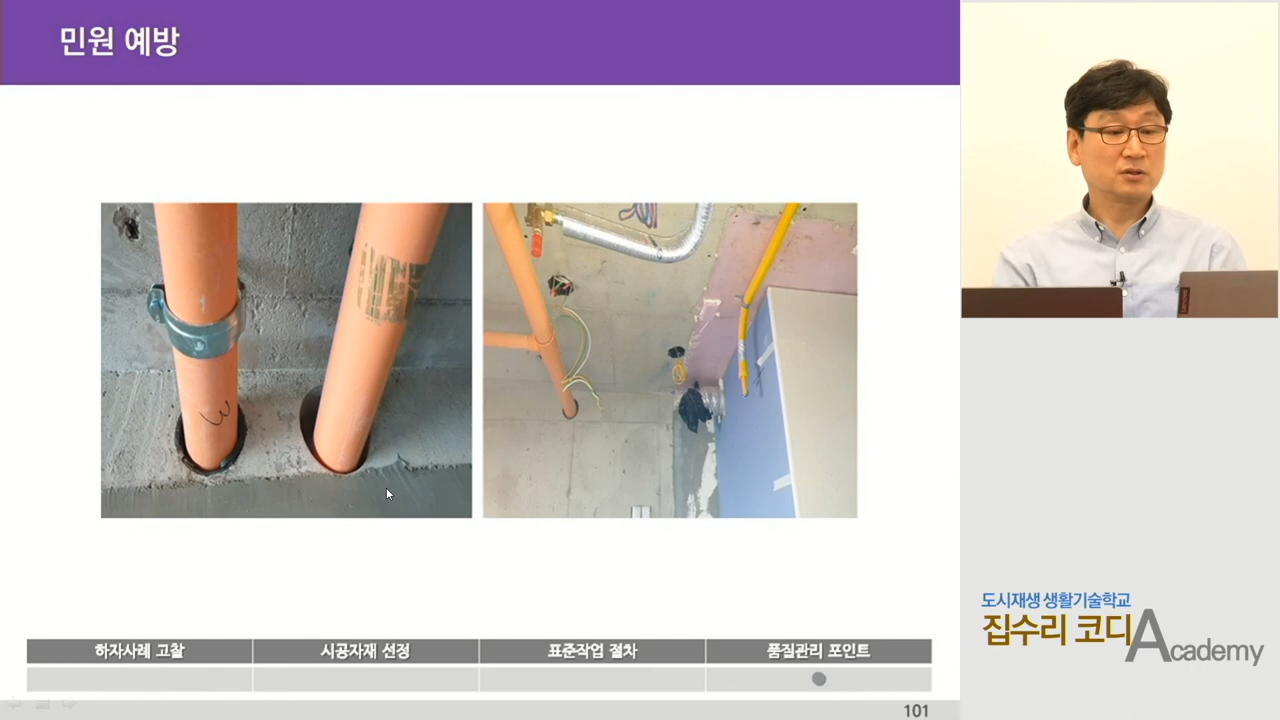 민원 예방
3
하자사례 고찰
시공자재 선정
표준작업 절차
품질관리 포인트
101
도시재생 생활기술학교
집수리 코디Academy